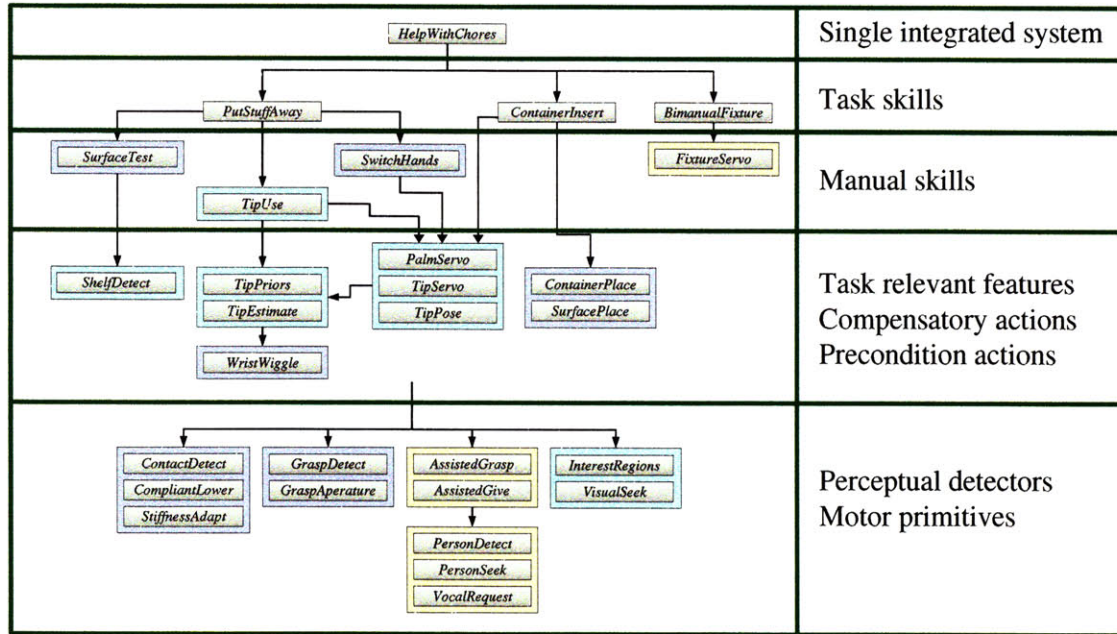 HelpWithChores
Single integrated system
PutStuffAway
ContainerInsert
BimanualFixture
Task skills
SurfaceTest
SwitchHands
FixtureServo
TipUse
Manual skills
ShelfDetect
TipPriors
TipEstimate
WristWiggle
PalmServo
TipServo
TipPose
ContainerPlace
SurfacePlace
Task relevant features
Compensatory actions
Precondition actions
ContactDetect
CompliantLower
StiffnessAdapt
GraspDetect
GraspAperature
AssistedGrasp
AssistedGive
PersonDetect
PersonSeek
VocalRequest
InterestRegions
VisualSeek
Perceptual detectors
Motor primitives